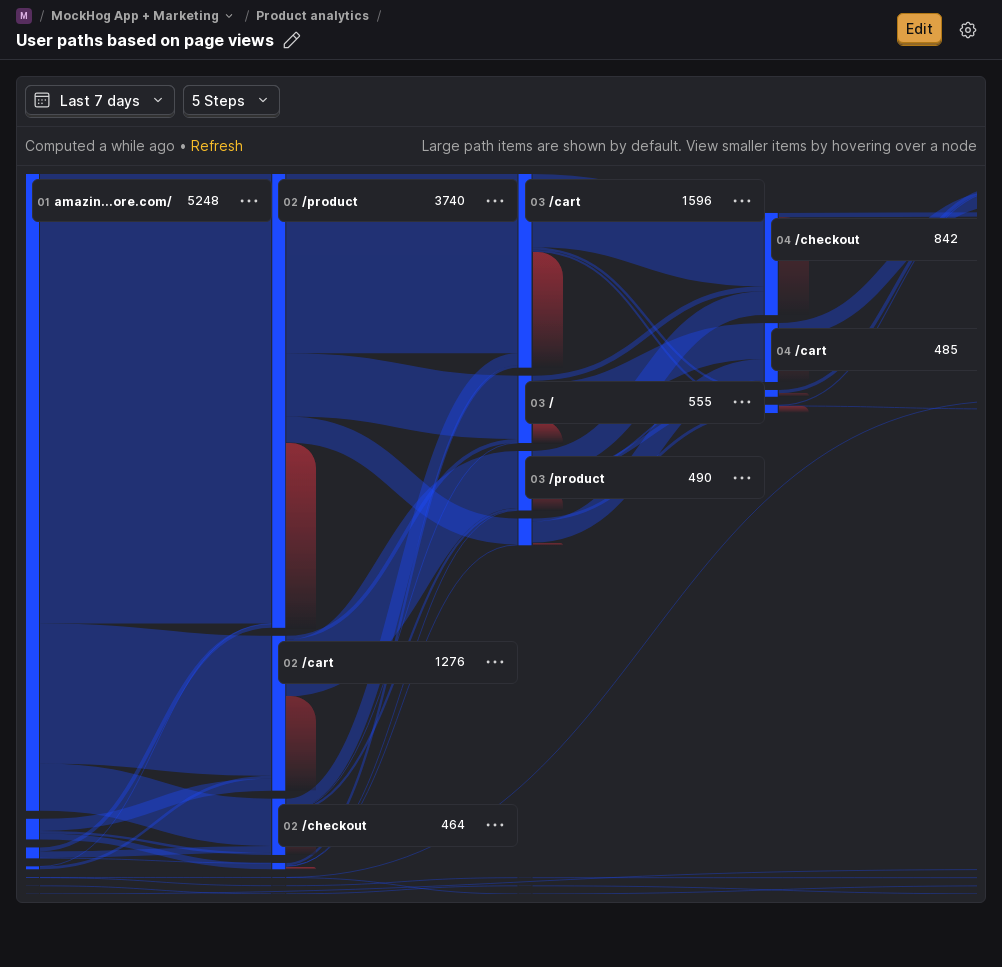 M / MockHog App + Marketing / Product analytics /
User paths based on page views
Edit
Last 7 days
5 Steps
Computed a while ago • Refresh
Large path items are shown by default. View smaller items by hovering over a node
01 amazin...ore.com/ 5248 ...
02 /product 3740 ...
03 /cart 1596 ...
04 /checkout 842
04 /cart 485
03 / 555 ...
03 /product 490 ...
02 /cart 1276 ...
02 /checkout 464 ...